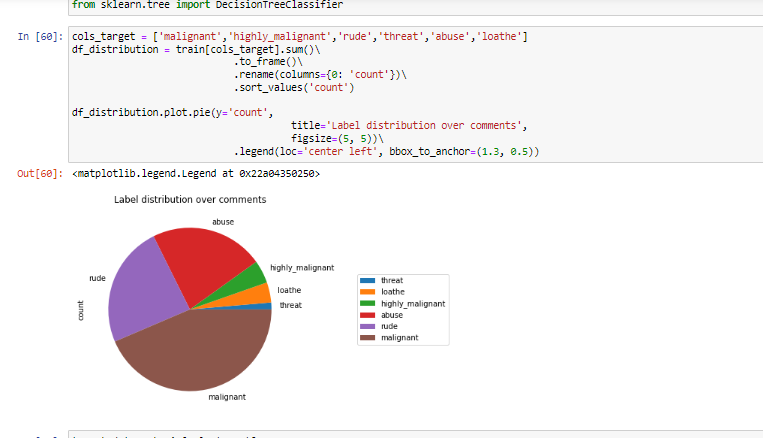 from sklearn.tree import DecisionTreeClassifier
In [60]: cols_target = ['malignant','highly_malignant','rude','threat','abuse','loathe']
df_distribution = train[cols_target].sum()\
.to_frame()\
.rename(columns={0: 'count'})\
.sort_values('count')
df_distribution.plot.pie(y='count',
title='Label distribution over comments',
figsize=(5, 5))\
.legend(loc='center left', bbox_to_anchor=(1.3, 0.5))
Out[60]: <matplotlib.legend.Legend at 0x22a04350250>
Label distribution over comments
abuse
highly_malignant
rude
loathe
threat
count
malignant
threat
loathe
highly_malignant
abuse
rude
malignant